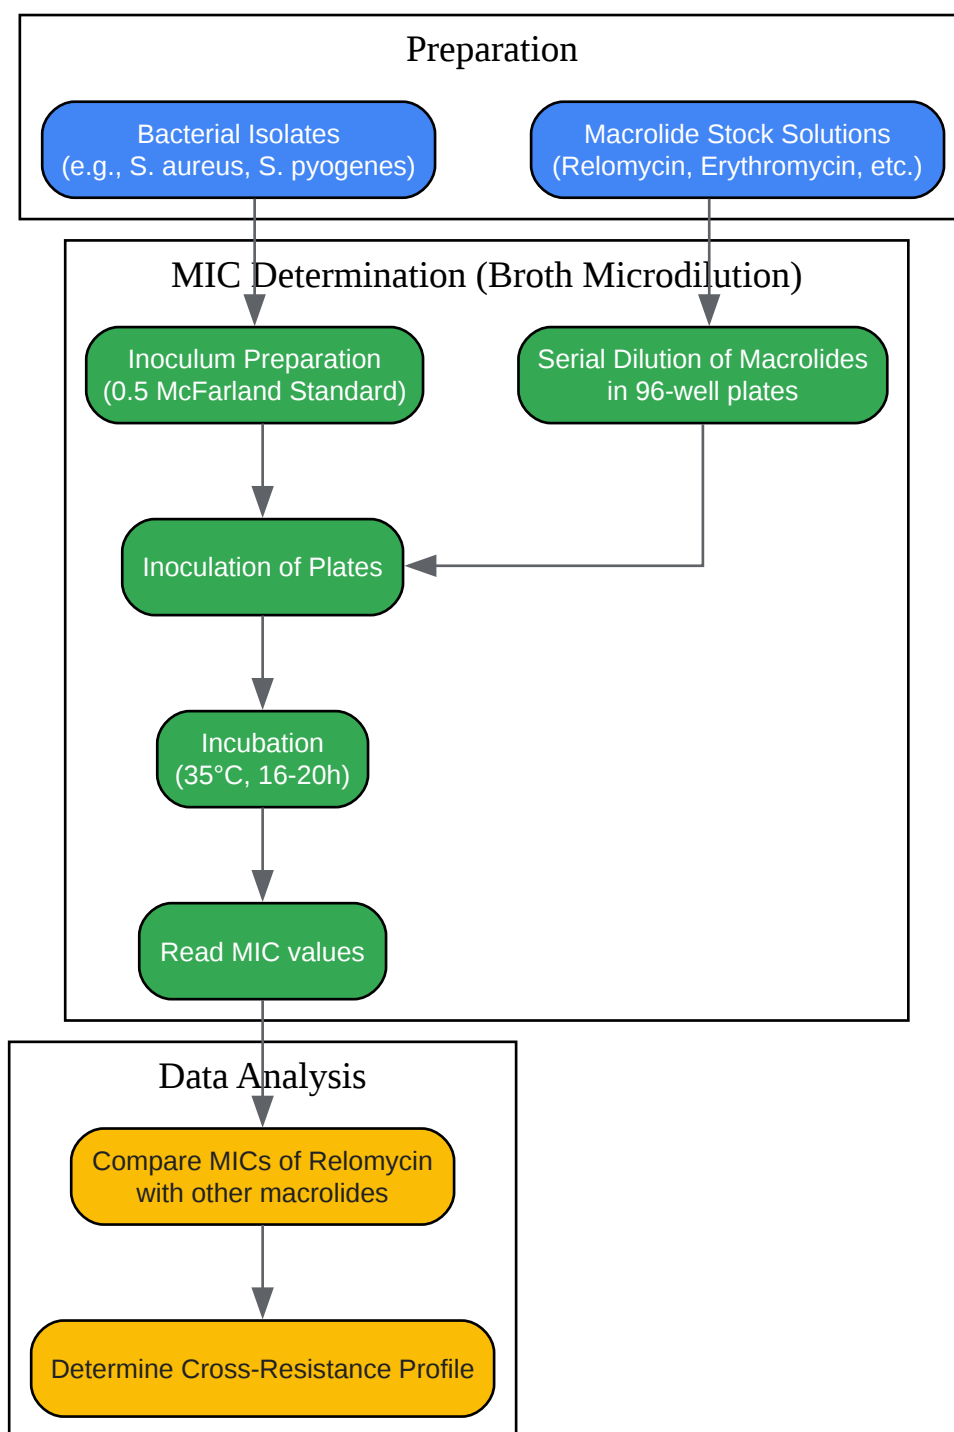 Preparation
Bacterial Isolates
(e.g., S. aureus, S. pyogenes)
Macrolide Stock Solutions
(Relomycin, Erythromycin, etc.)
MIC Determination (Broth Microdilution)
Inoculum Preparation
(0.5 McFarland Standard)
Serial Dilution of Macrolides
in 96-well plates
Inoculation of Plates
Incubation
(35°C, 16-20h)
Read MIC values
Data Analysis
Compare MICs of Relomycin
with other macrolides
Determine Cross-Resistance Profile